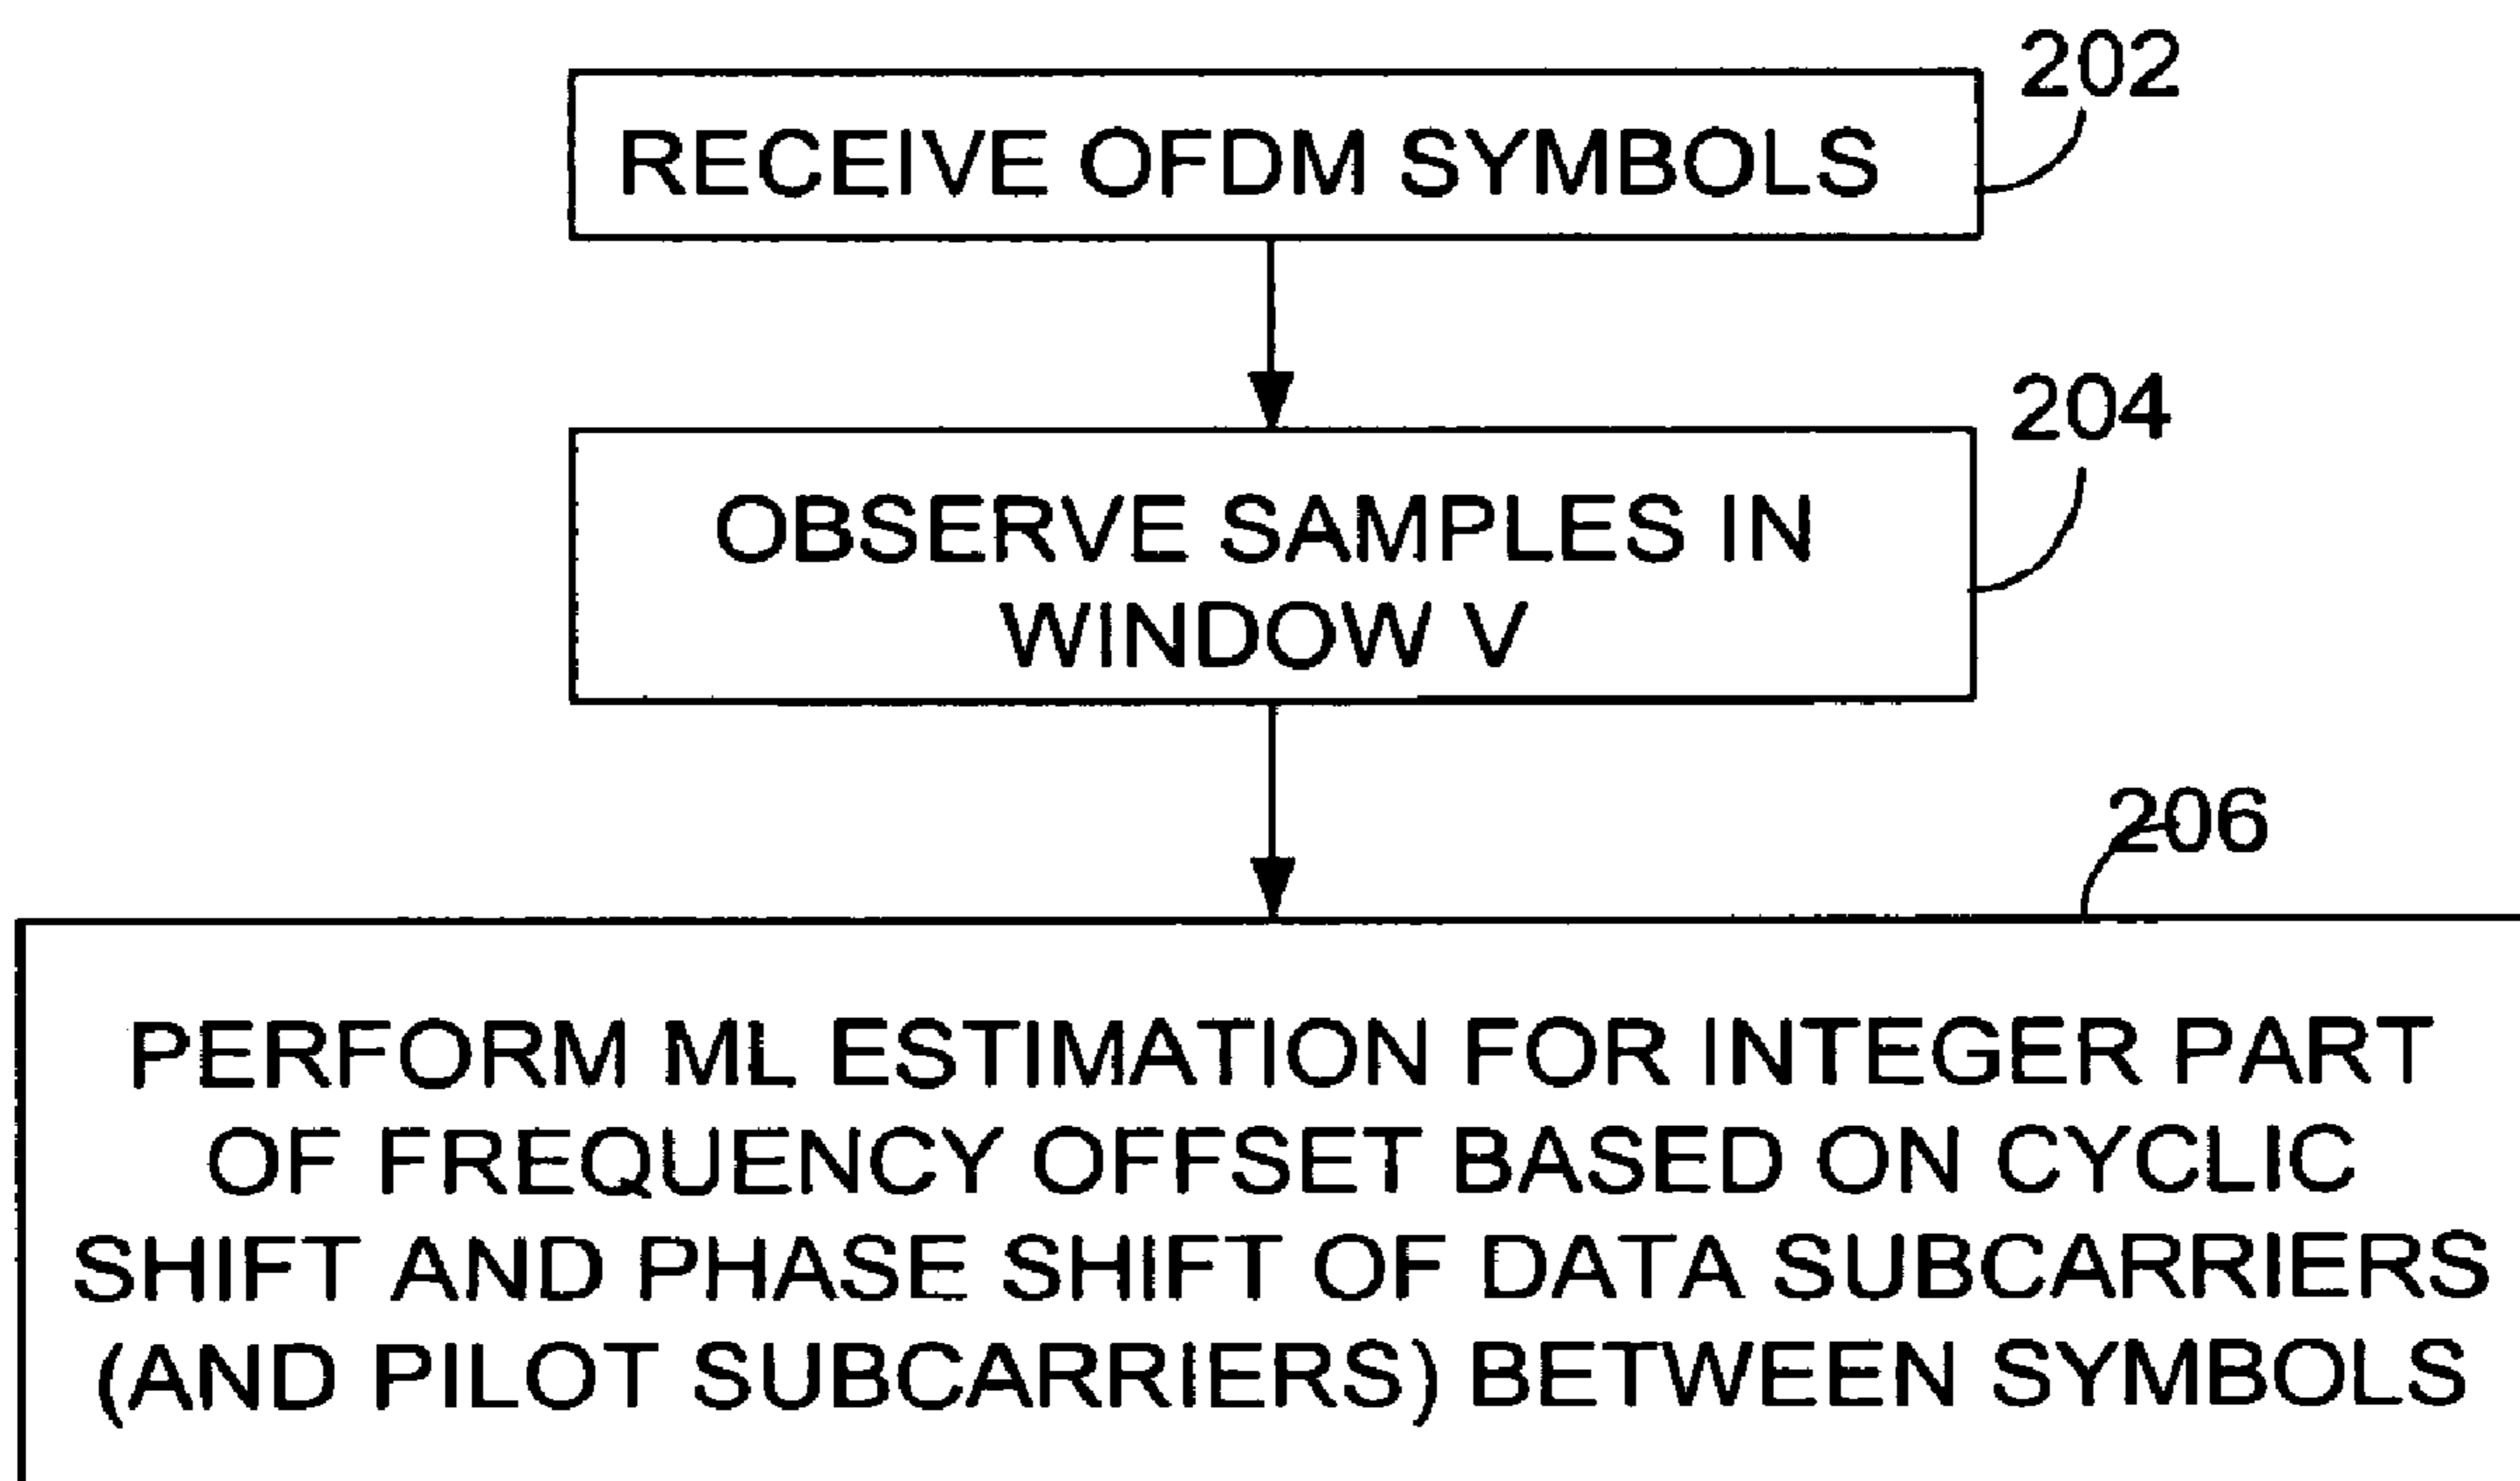 202
RECEIVE OFDM SYMBOLS
204
OBSERVE SAMPLES IN
WINDOW V
206
PERFORM ML ESTIMATION FOR INTEGER PART
OF FREQUENCY OFFSET BASED ON CYCLIC
SHIFT AND PHASE SHIFT OF DATA SUBCARRIERS
(AND PILOT SUBCARRIERS) BETWEEN SYMBOLS